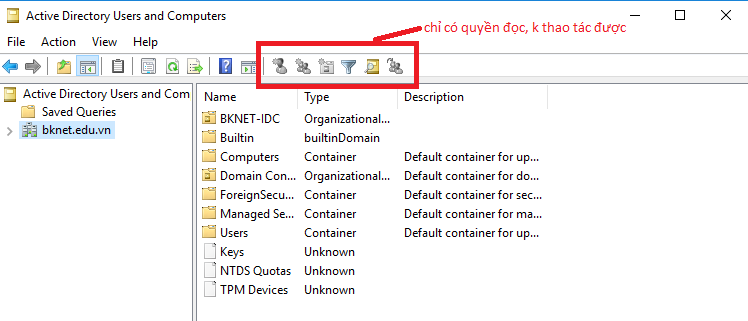 Active Directory Users and Computers
chỉ có quyền đọc, k thao tác được
File Action View Help
Active Directory Users and Com
Saved Queries
bknet.edu.vn
Name Type Description
BKNET-IDC Organizational...
Builtin builtinDomain
Computers Container Default container for up...
Domain Con... Organizational... Default container for do...
ForeignSecu... Container Default container for sec...
Managed Se... Container Default container for ma...
Users Container Default container for up...
Keys Unknown
NTDS Quotas Unknown
TPM Devices Unknown